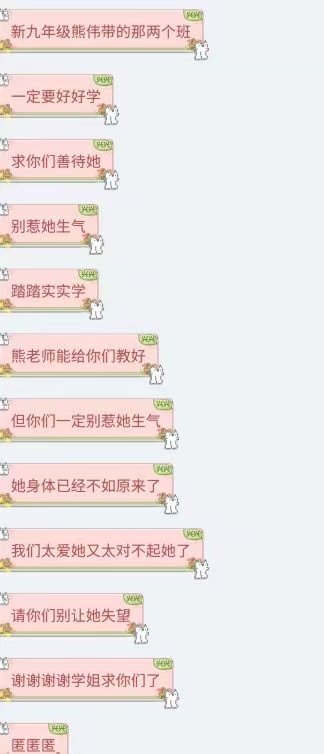 新九年级熊伟带的那两个班
一定要好好学
求你们善待她
别惹她生气
踏踏实实学
熊老师能给你们教好
但你们一定别惹她生气
她身体已经不如原来了
我们太爱她又太对不起她了
请你们别让她失望
谢谢谢谢学姐求你们了
匿匿匿